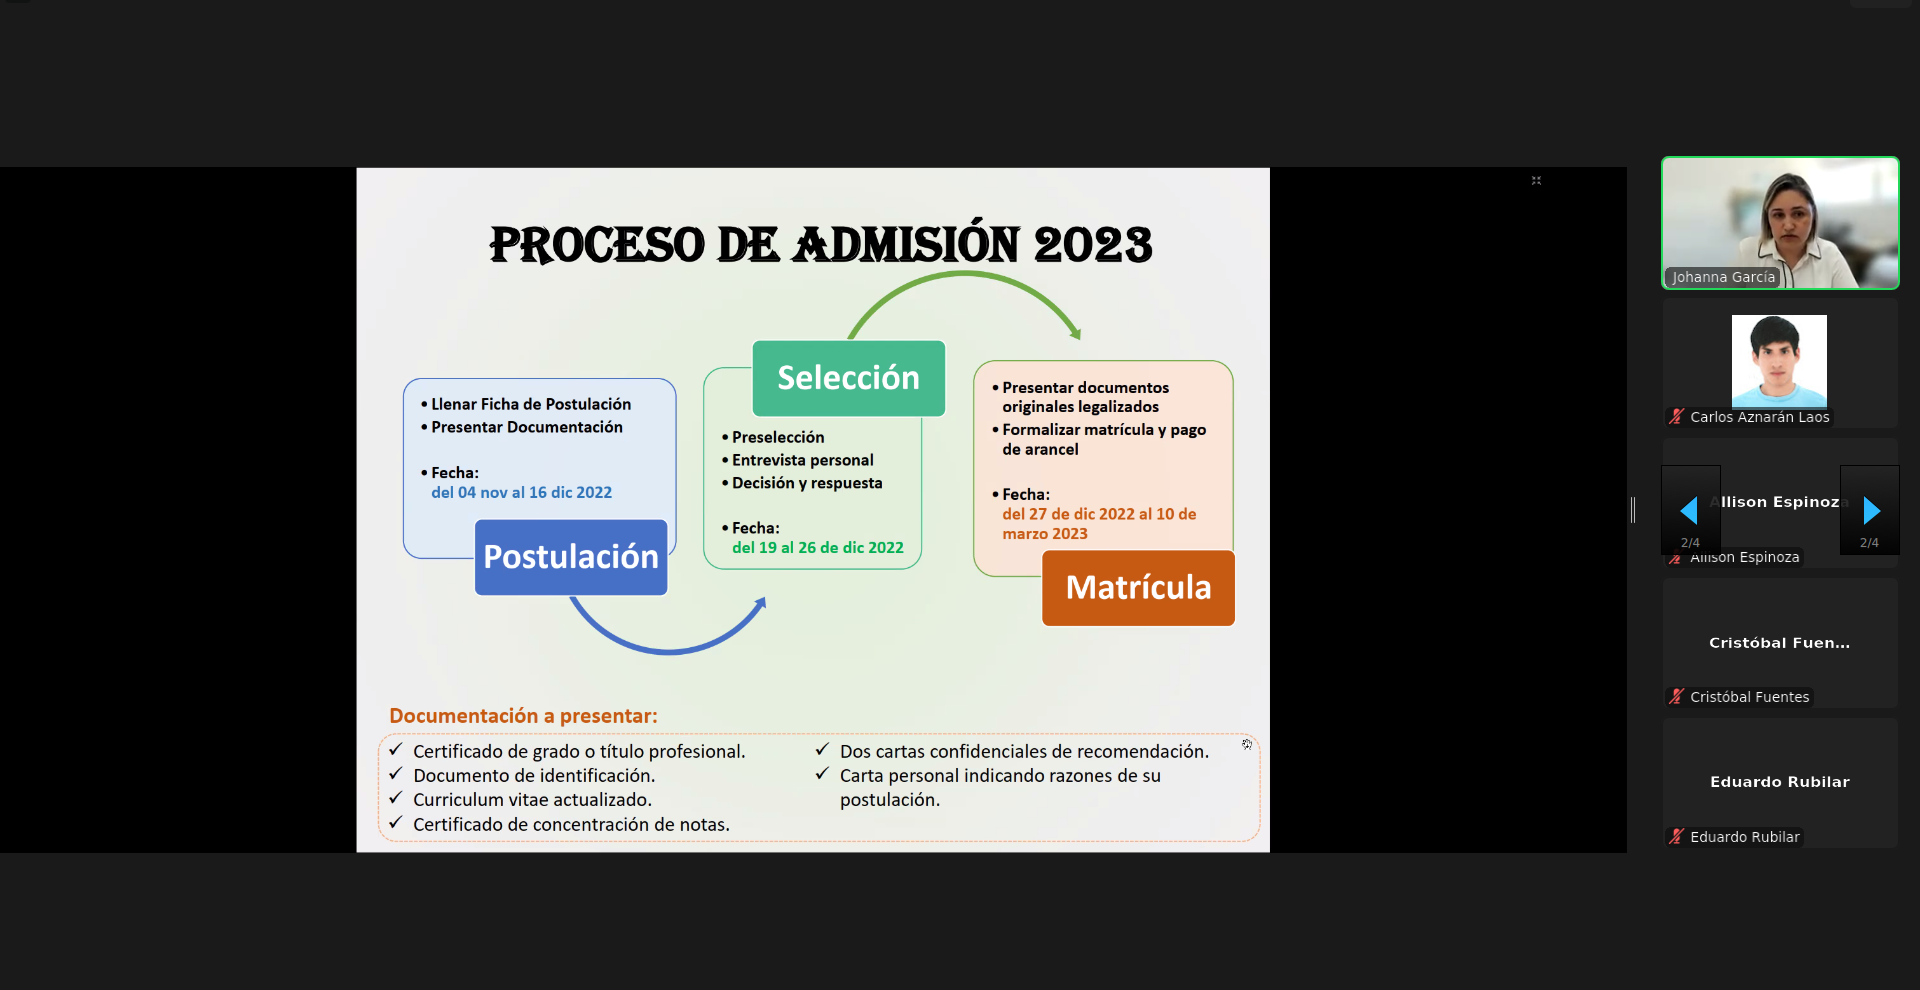 PROCESO DE ADMISIÓN 2023
• Llenar Ficha de Postulación
• Presentar Documentación
• Fecha:
del 04 nov al 16 dic 2022
Postulación
Selección
• Preselección
• Entrevista personal
• Decisión y respuesta
• Fecha:
del 19 al 26 de dic 2022
• Presentar documentos
originales legalizados
• Formalizar matrícula y pago
de arancel
• Fecha:
del 27 de dic 2022 al 10 de
marzo 2023
Matrícula
Documentación a presentar:
✓ Certificado de grado o título profesional.
✓ Documento de identificación.
✓ Curriculum vitae actualizado.
✓ Certificado de concentración de notas.
✓ Dos cartas confidenciales de recomendación.
✓ Carta personal indicando razones de su
postulación.
Johanna García
Carlos Aznarán Laos
Allison Espinoza
2/4
2/4
Allison Espinoza
Cristóbal Fuen...
Cristóbal Fuentes
Eduardo Rubilar
Eduardo Rubilar